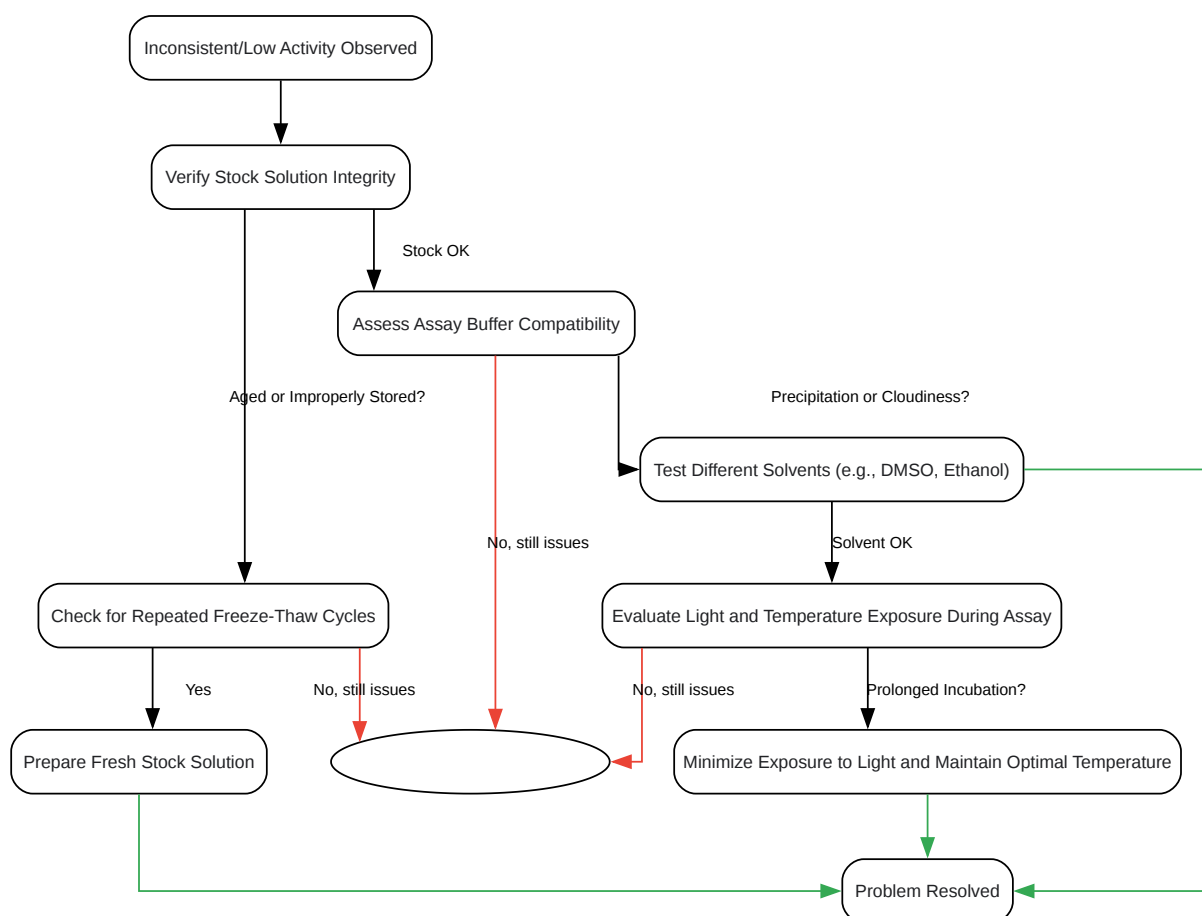 Inconsistent/Low Activity Observed
Verify Stock Solution Integrity
Stock OK
Assess Assay Buffer Compatibility
Aged or Improperly Stored?
Precipitation or Cloudiness?
Test Different Solvents (e.g., DMSO, Ethanol)
No, still issues
Solvent OK
Check for Repeated Freeze-Thaw Cycles
Evaluate Light and Temperature Exposure During Assay
Yes
No, still issues
No, still issues
Prolonged Incubation?
Prepare Fresh Stock Solution
Minimize Exposure to Light and Maintain Optimal Temperature
Problem Resolved